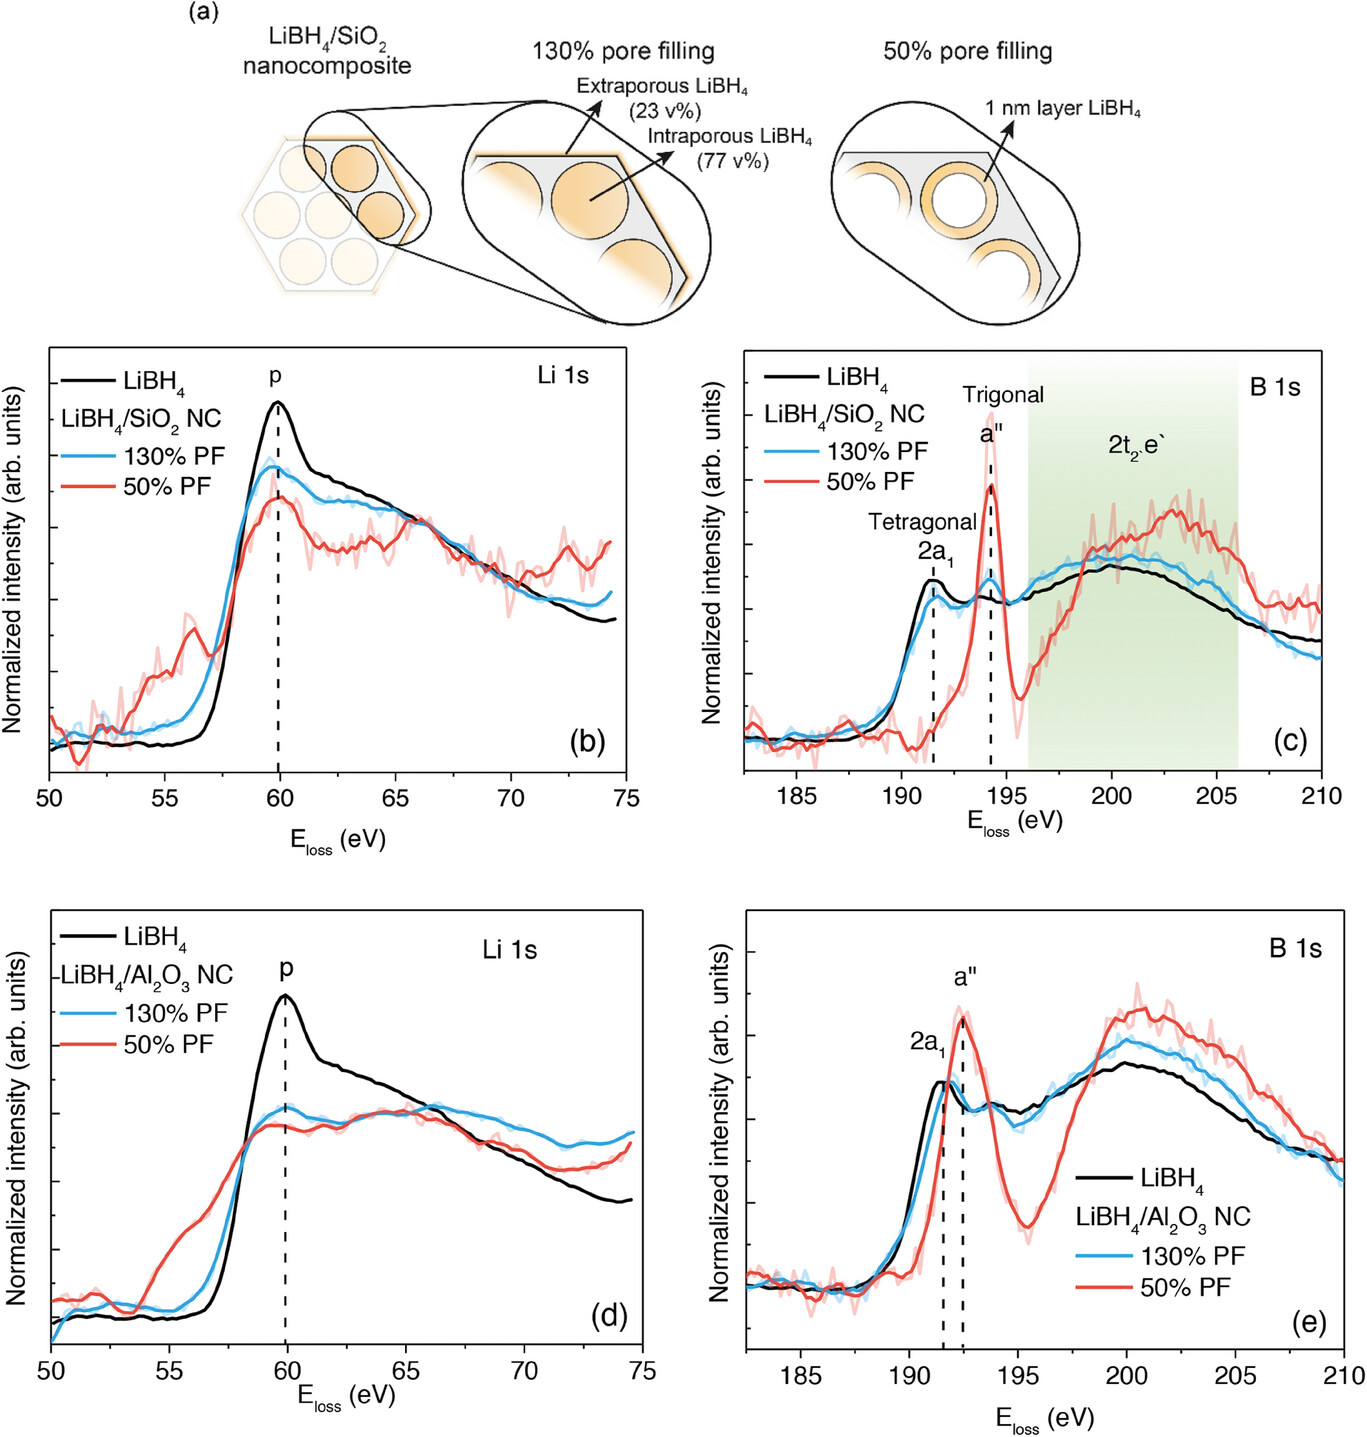 (a)
LiBH₄/SiO₂
nanocomposite
130% pore filling
Extraporous LiBH₄
(23 v%)
Intraporous LiBH₄
(77 v%)
50% pore filling
1 nm layer LiBH₄
Normalized intensity (arb. units)
LiBH₄
LiBH₄/SiO₂ NC
130% PF
50% PF
p
Li 1s
(b)
50 55 60 65 70 75
E_loss (eV)
Normalized intensity (arb. units)
LiBH₄
LiBH₄/SiO₂ NC
130% PF
50% PF
Trigonal
a"
Tetragonal
2a₁
2t₂`e`
B 1s
(c)
185 190 195 200 205 210
E_loss (eV)
Normalized intensity (arb. units)
LiBH₄
LiBH₄/Al₂O₃ NC
130% PF
50% PF
p
Li 1s
(d)
50 55 60 65 70 75
E_loss (eV)
Normalized intensity (arb. units)
a"
2a₁
B 1s
LiBH₄
LiBH₄/Al₂O₃ NC
130% PF
50% PF
(e)
185 190 195 200 205 210
E_loss (eV)